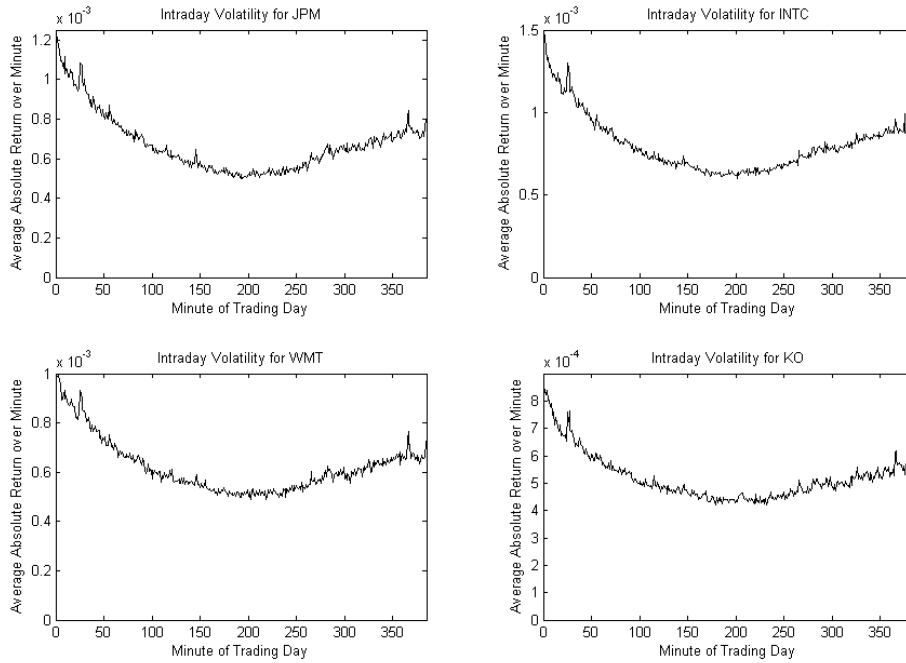 Intraday Volatility for JPM
x 10^-3
Average Absolute Return over Minute
1.2
1
0.8
0.6
0.4
0.2
0
0 50 100 150 200 250 300 350
Minute of Trading Day
Intraday Volatility for INTC
x 10^-3
Average Absolute Return over Minute
1.5
1
0.5
0
0 50 100 150 200 250 300 350
Minute of Trading Day
Intraday Volatility for WMT
x 10^-3
Average Absolute Return over Minute
1
0.8
0.6
0.4
0.2
0
0 50 100 150 200 250 300 350
Minute of Trading Day
Intraday Volatility for KO
x 10^-4
Average Absolute Return over Minute
8
7
6
5
4
3
2
1
0
0 50 100 150 200 250 300 350
Minute of Trading Day